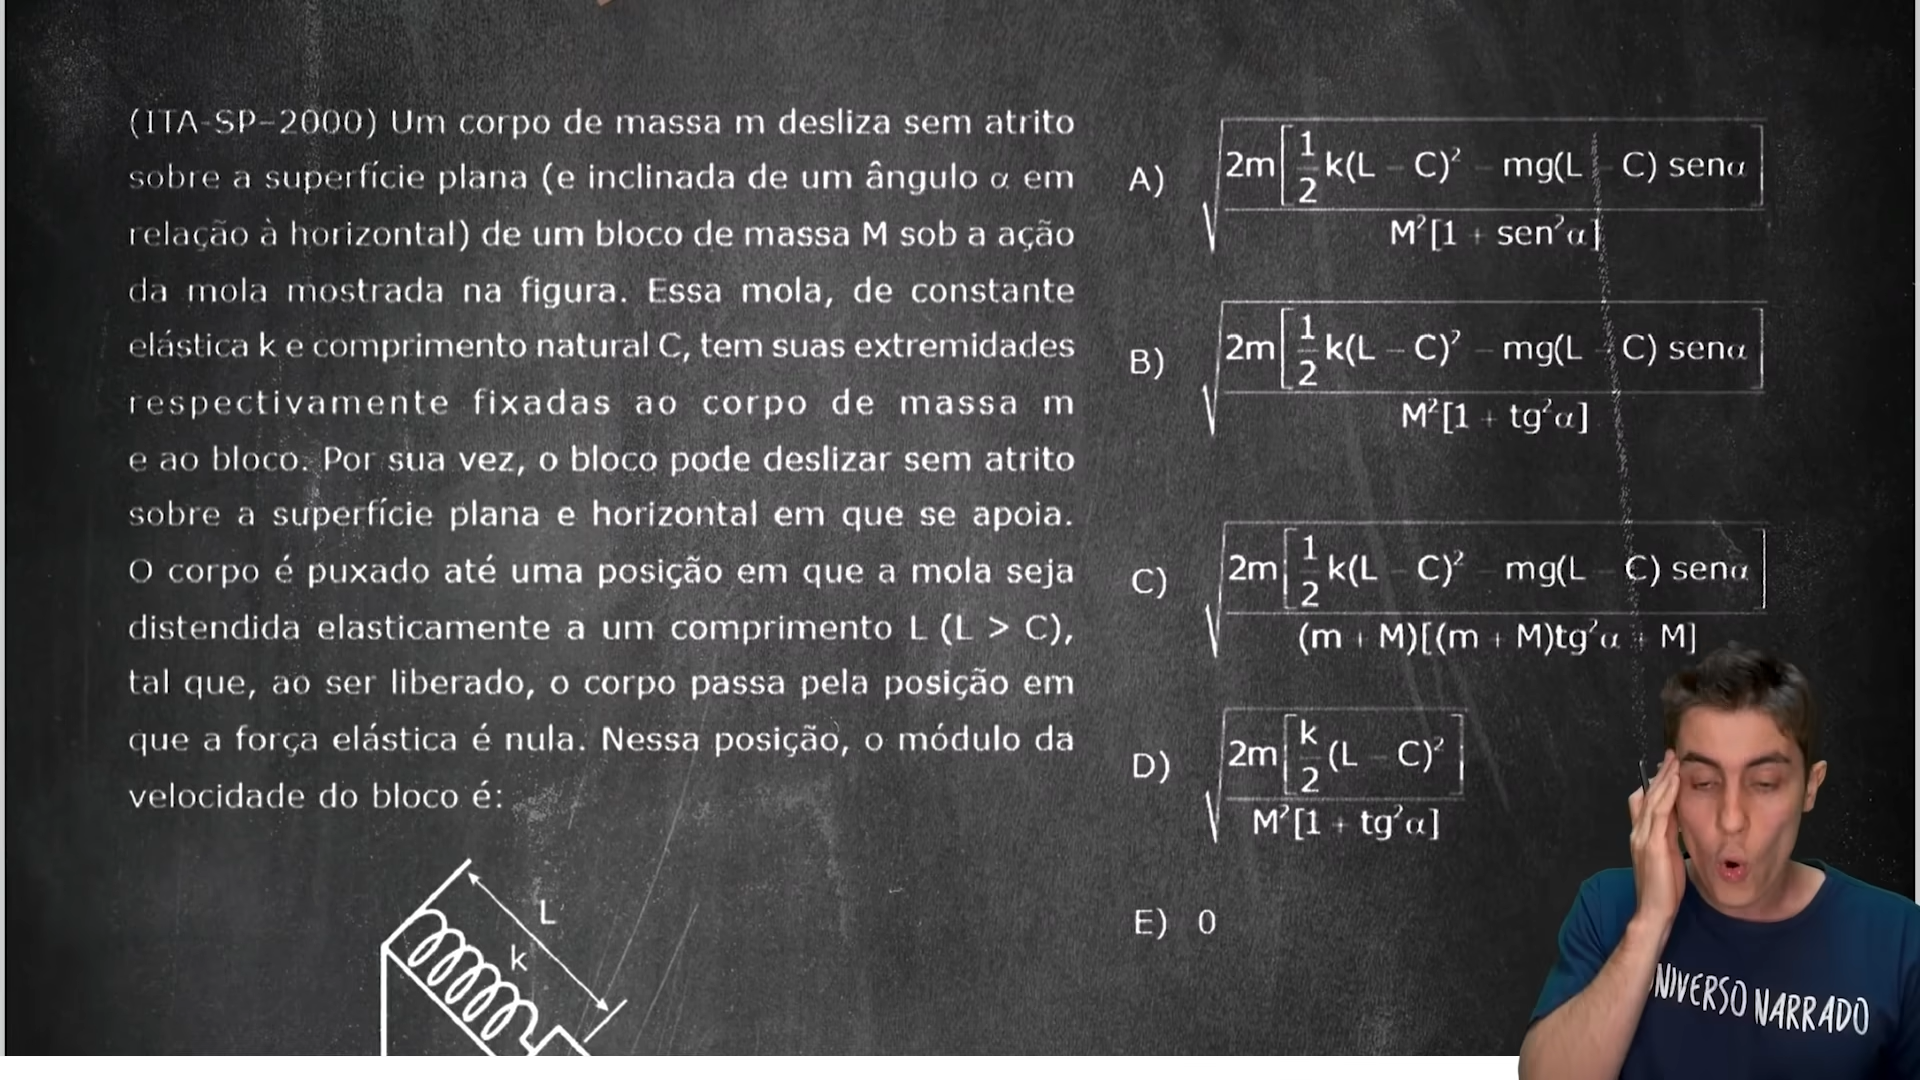 (ITA-SP–2000) Um corpo de massa m desliza sem atrito
sobre a superfície plana (e inclinada de um ângulo α em
relação à horizontal) de um bloco de massa M sob a ação
da mola mostrada na figura. Essa mola, de constante
elástica k e comprimento natural C, tem suas extremidades
respectivamente fixadas ao corpo de massa m
e ao bloco. Por sua vez, o bloco pode deslizar sem atrito
sobre a superfície plana e horizontal em que se apoia.
O corpo é puxado até uma posição em que a mola seja
distendida elasticamente a um comprimento L (L > C),
tal que, ao ser liberado, o corpo passa pela posição em
que a força elástica é nula. Nessa posição, o módulo da
velocidade do bloco é:
L
k
A) √(2m[1/2 k(L – C)² – mg(L – C) senα] / M²[1 + sen²α])
B) √(2m[1/2 k(L – C)² – mg(L – C) senα] / M²[1 + tg²α])
C) √(2m[1/2 k(L – C)² – mg(L – C) senα] / (m + M)[(m + M)tg²α + M])
D) √(2m[k/2 (L – C)²] / M²[1 + tg²α])
E) 0
NIVERSO NARRADO